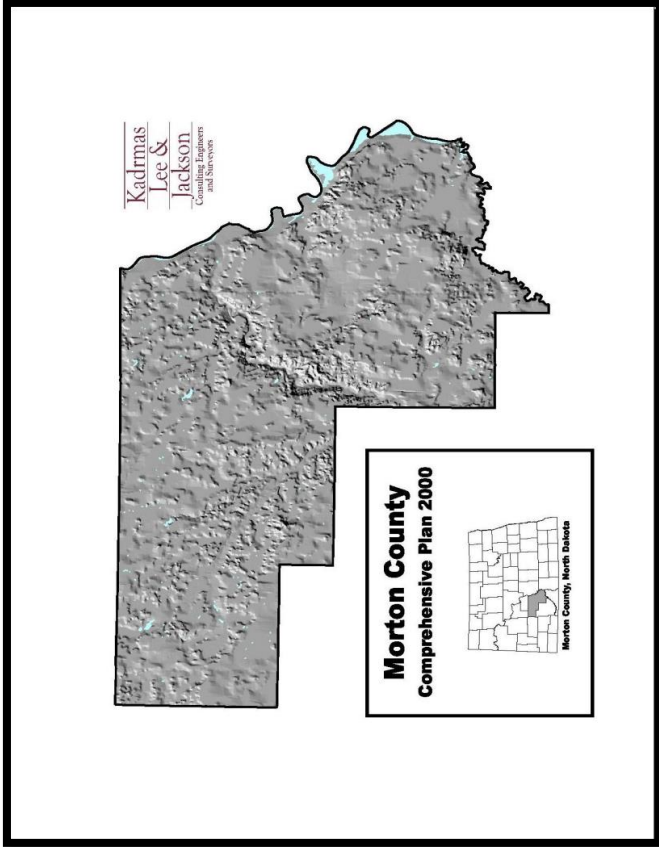 Kadrmas
Lee &
Jackson
Consulting Engineers
and Surveyors
Morton County
Comprehensive Plan 2000
Morton County, North Dakota